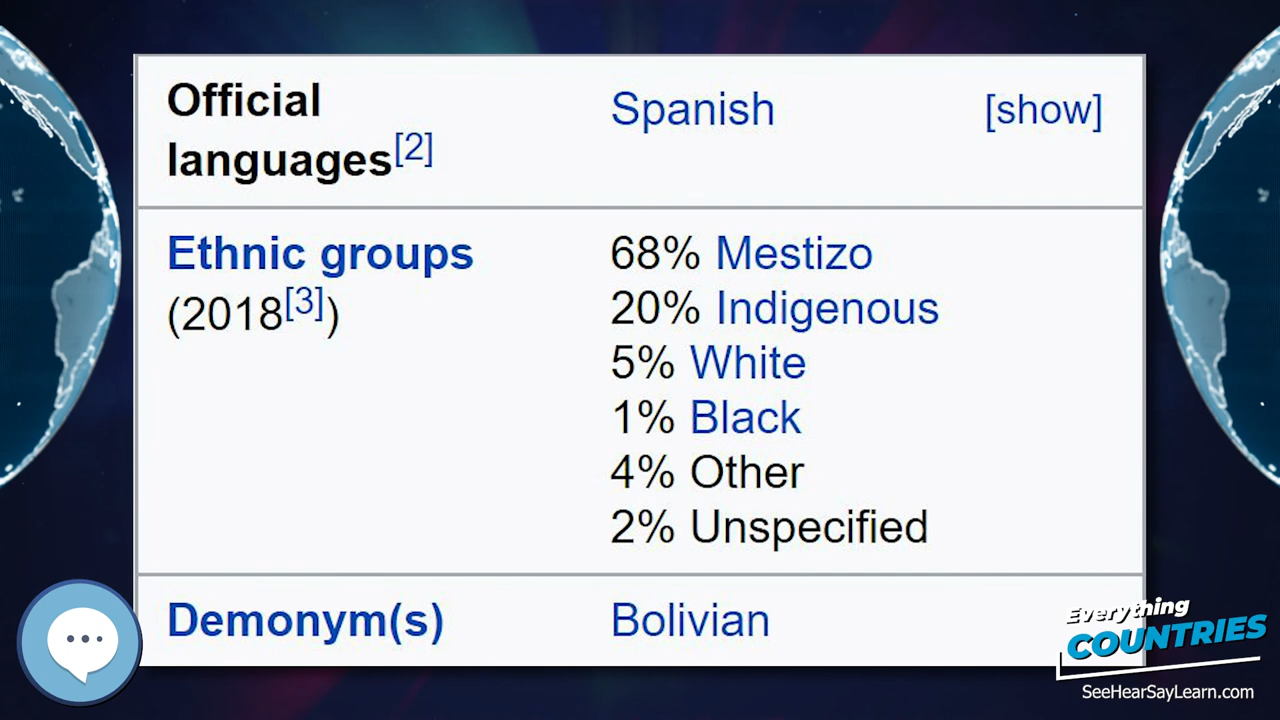 Official
languages[2]
Spanish
[show]
Ethnic groups
(2018[3])
68% Mestizo
20% Indigenous
5% White
1% Black
4% Other
2% Unspecified
Demonym(s)
Bolivian
Everything
COUNTRIES
SeeHearSayLearn.com